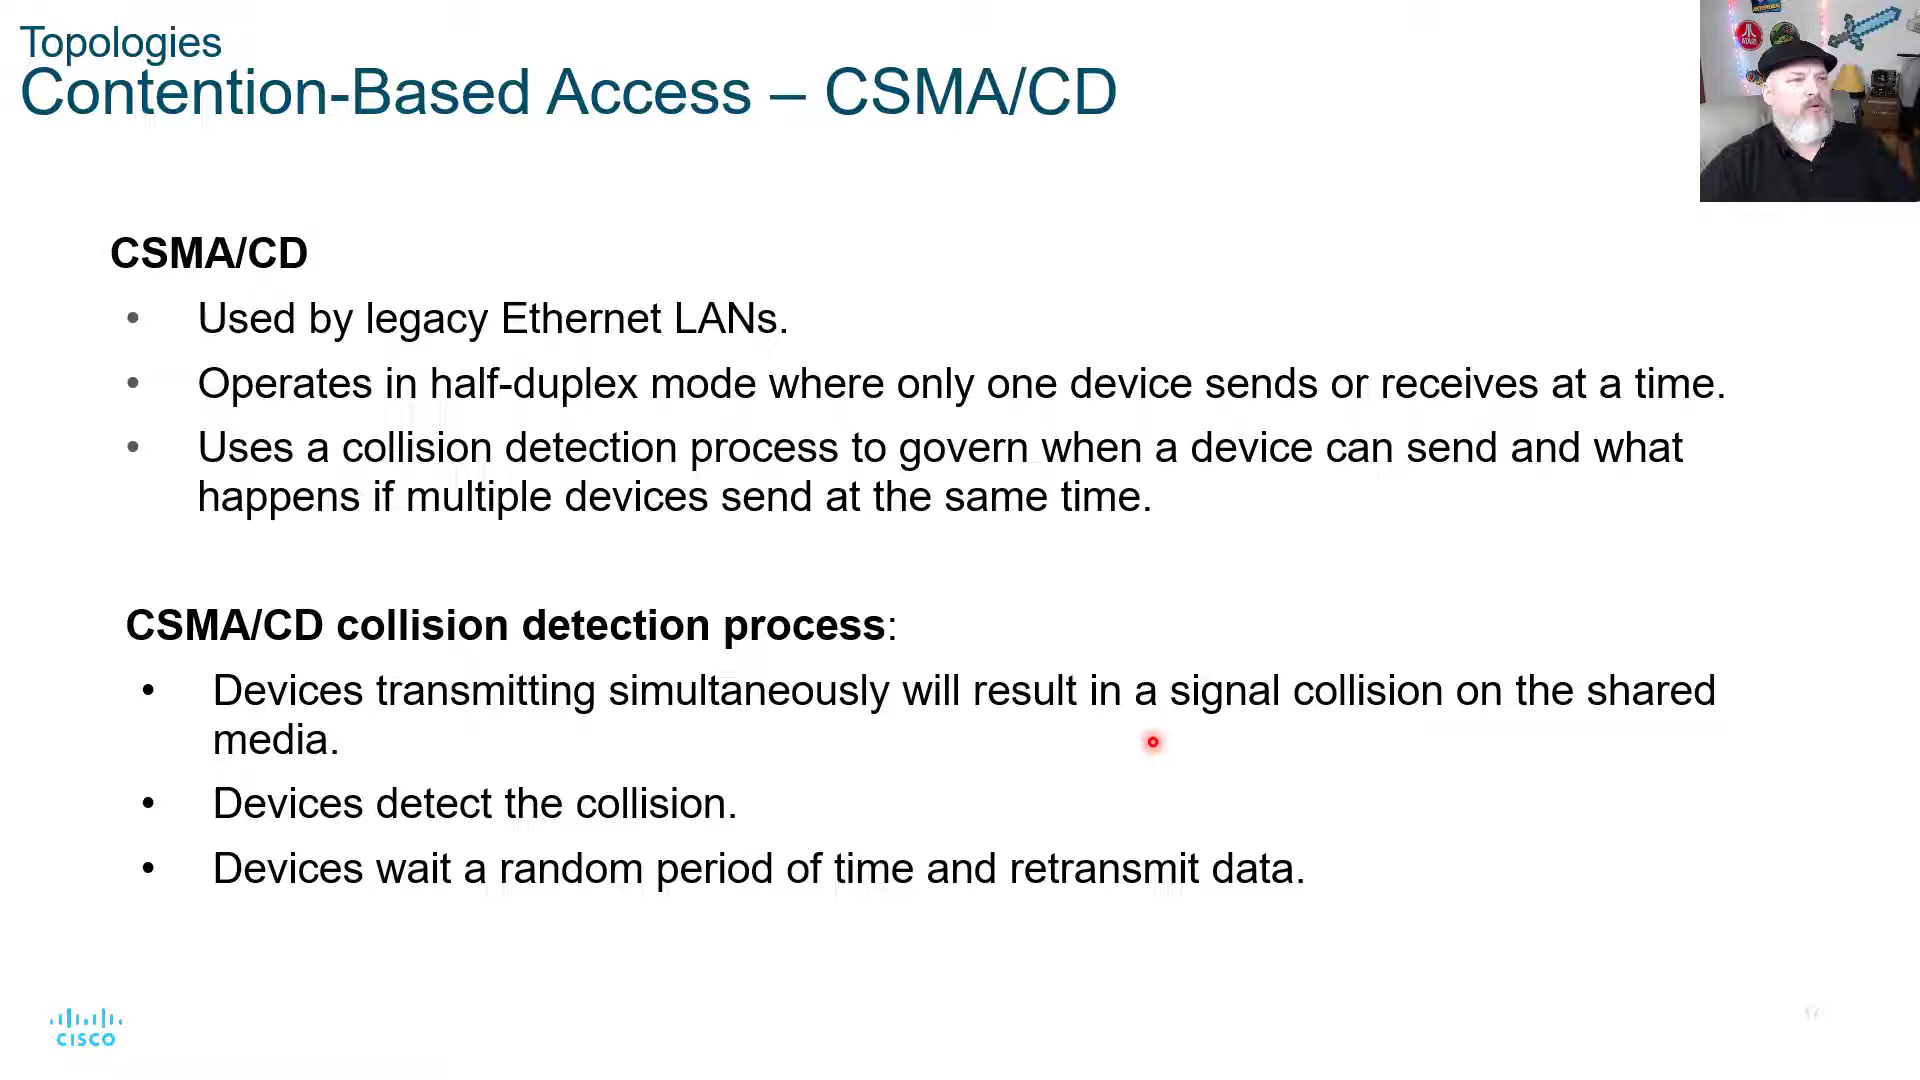 Topologies
Contention-Based Access – CSMA/CD
ATARI
CSMA/CD
• Used by legacy Ethernet LANs.
• Operates in half-duplex mode where only one device sends or receives at a time.
• Uses a collision detection process to govern when a device can send and what
happens if multiple devices send at the same time.
CSMA/CD collision detection process:
• Devices transmitting simultaneously will result in a signal collision on the shared
media.
• Devices detect the collision.
• Devices wait a random period of time and retransmit data.
CISCO
17